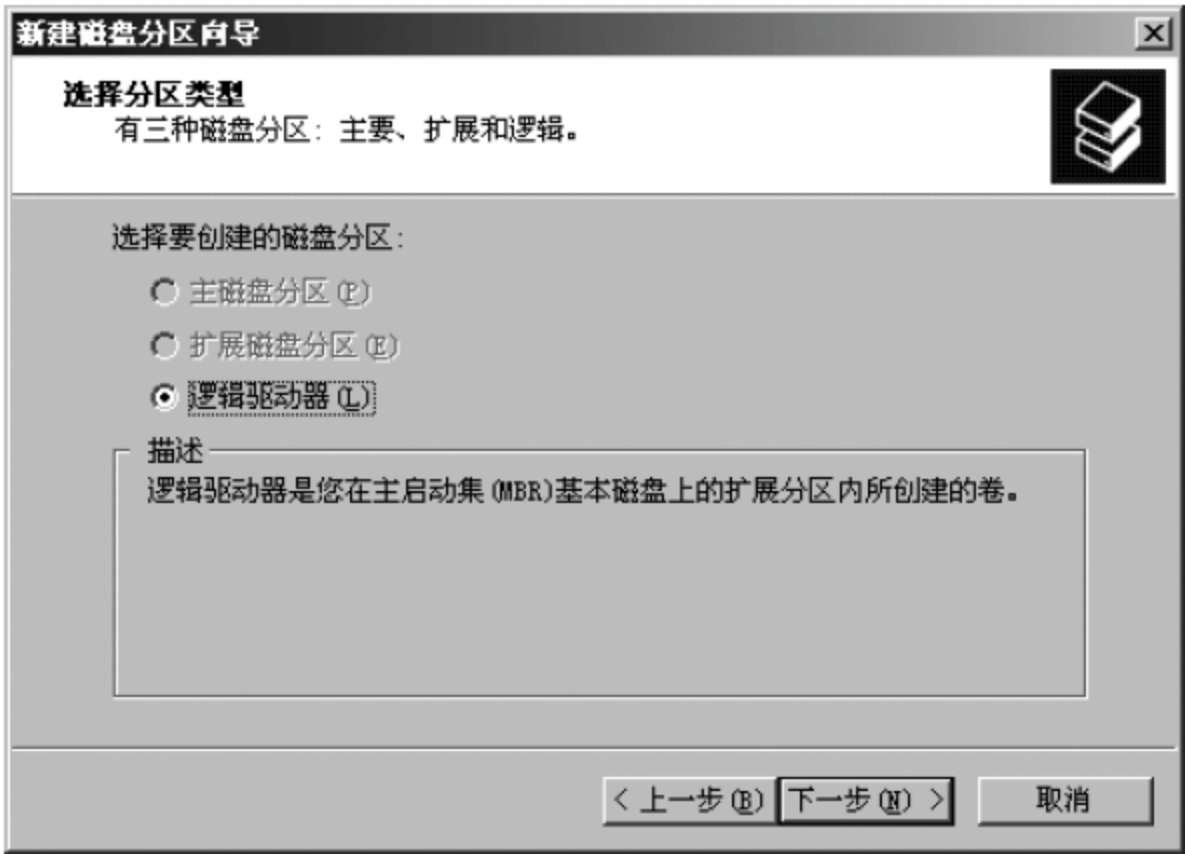 新建磁盘分区向导
选择分区类型
有三种磁盘分区：主要、扩展和逻辑。
选择要创建的磁盘分区：
主磁盘分区(P)
扩展磁盘分区(E)
逻辑驱动器(L)
描述
逻辑驱动器是您在主启动集(MBR)基本磁盘上的扩展分区内所创建的卷。
< 上一步(B) 下一步(N) > 取消